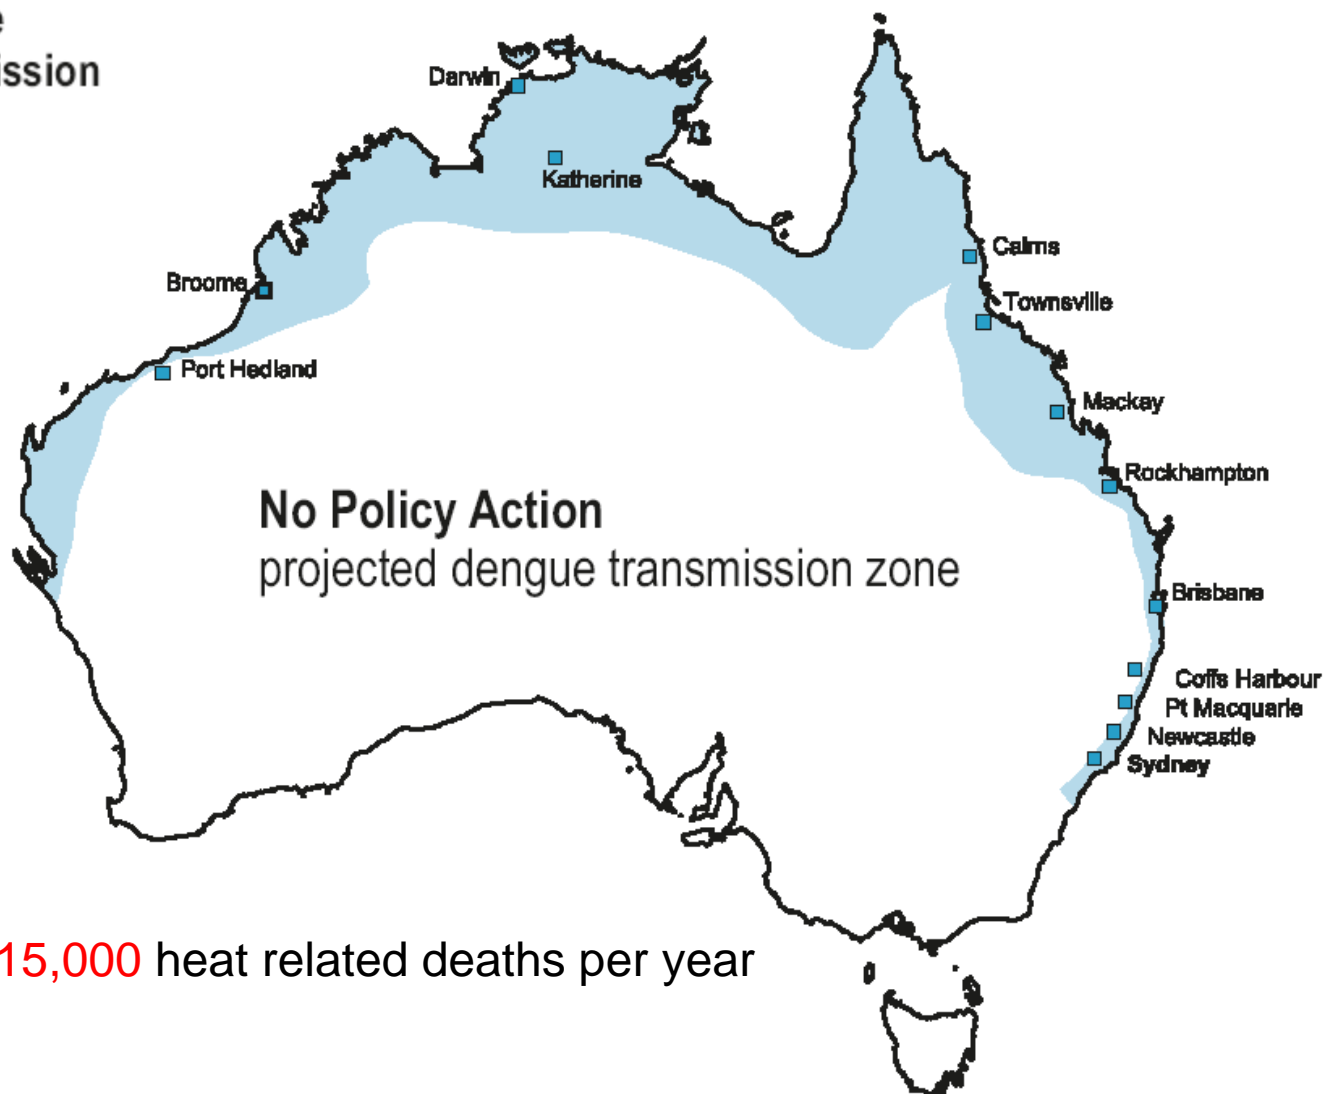 e
ission
Darwin
Katherine
Broome
Cairns
Townsville
Port Hedland
Mackay
Rockhampton
No Policy Action
projected dengue transmission zone
Brisbane
Coffs Harbour
Pt Macquarie
Newcastle
Sydney
15,000 heat related deaths per year